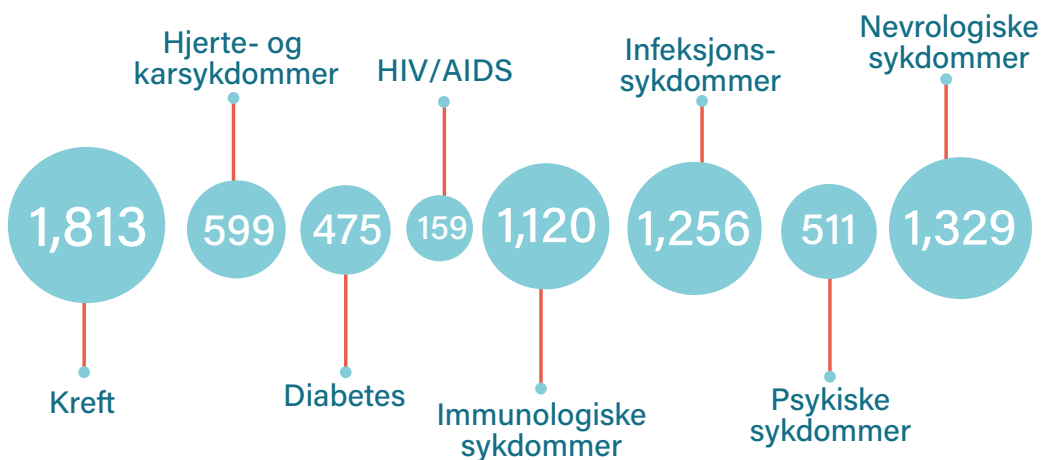 Hjerte- og
karsykdommer
HIV/AIDS
Infeksjons-
sykdommer
Nevrologiske
sykdommer
1,813
599
475
159
1,120
1,256
511
1,329
Kreft
Diabetes
Immunologiske
sykdommer
Psykiske
sykdommer